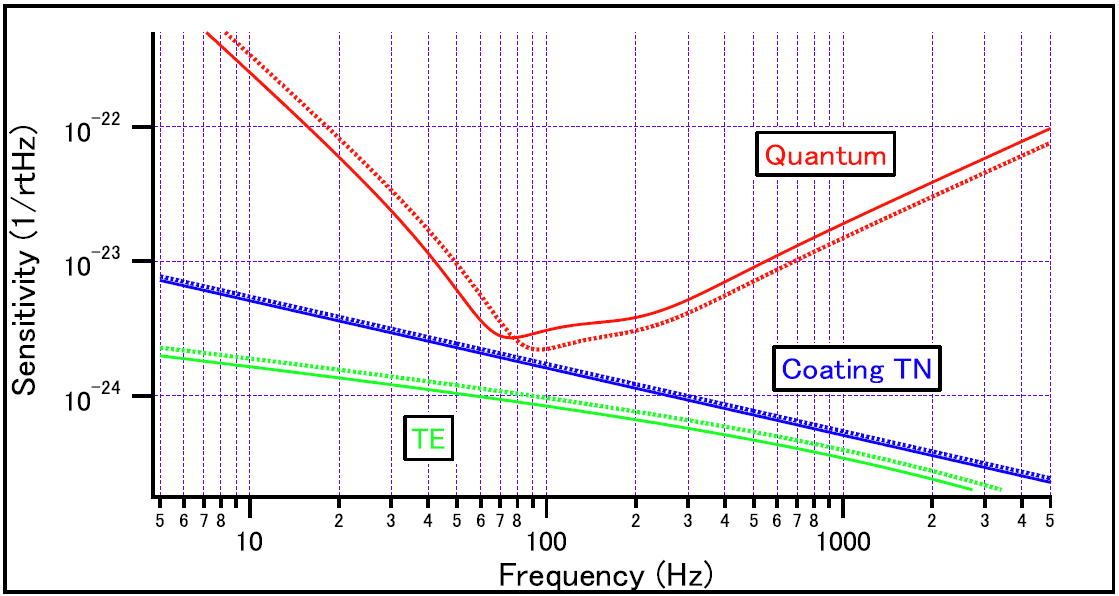 Sensitivity (1/rtHz)
10-22
10-23
10-24
Quantum
Coating TN
TE
5 6 7 8 2 3 4 5 6 7 8 2 3 4 5 6 7 8 2 3 4 5
10 100 1000
Frequency (Hz)